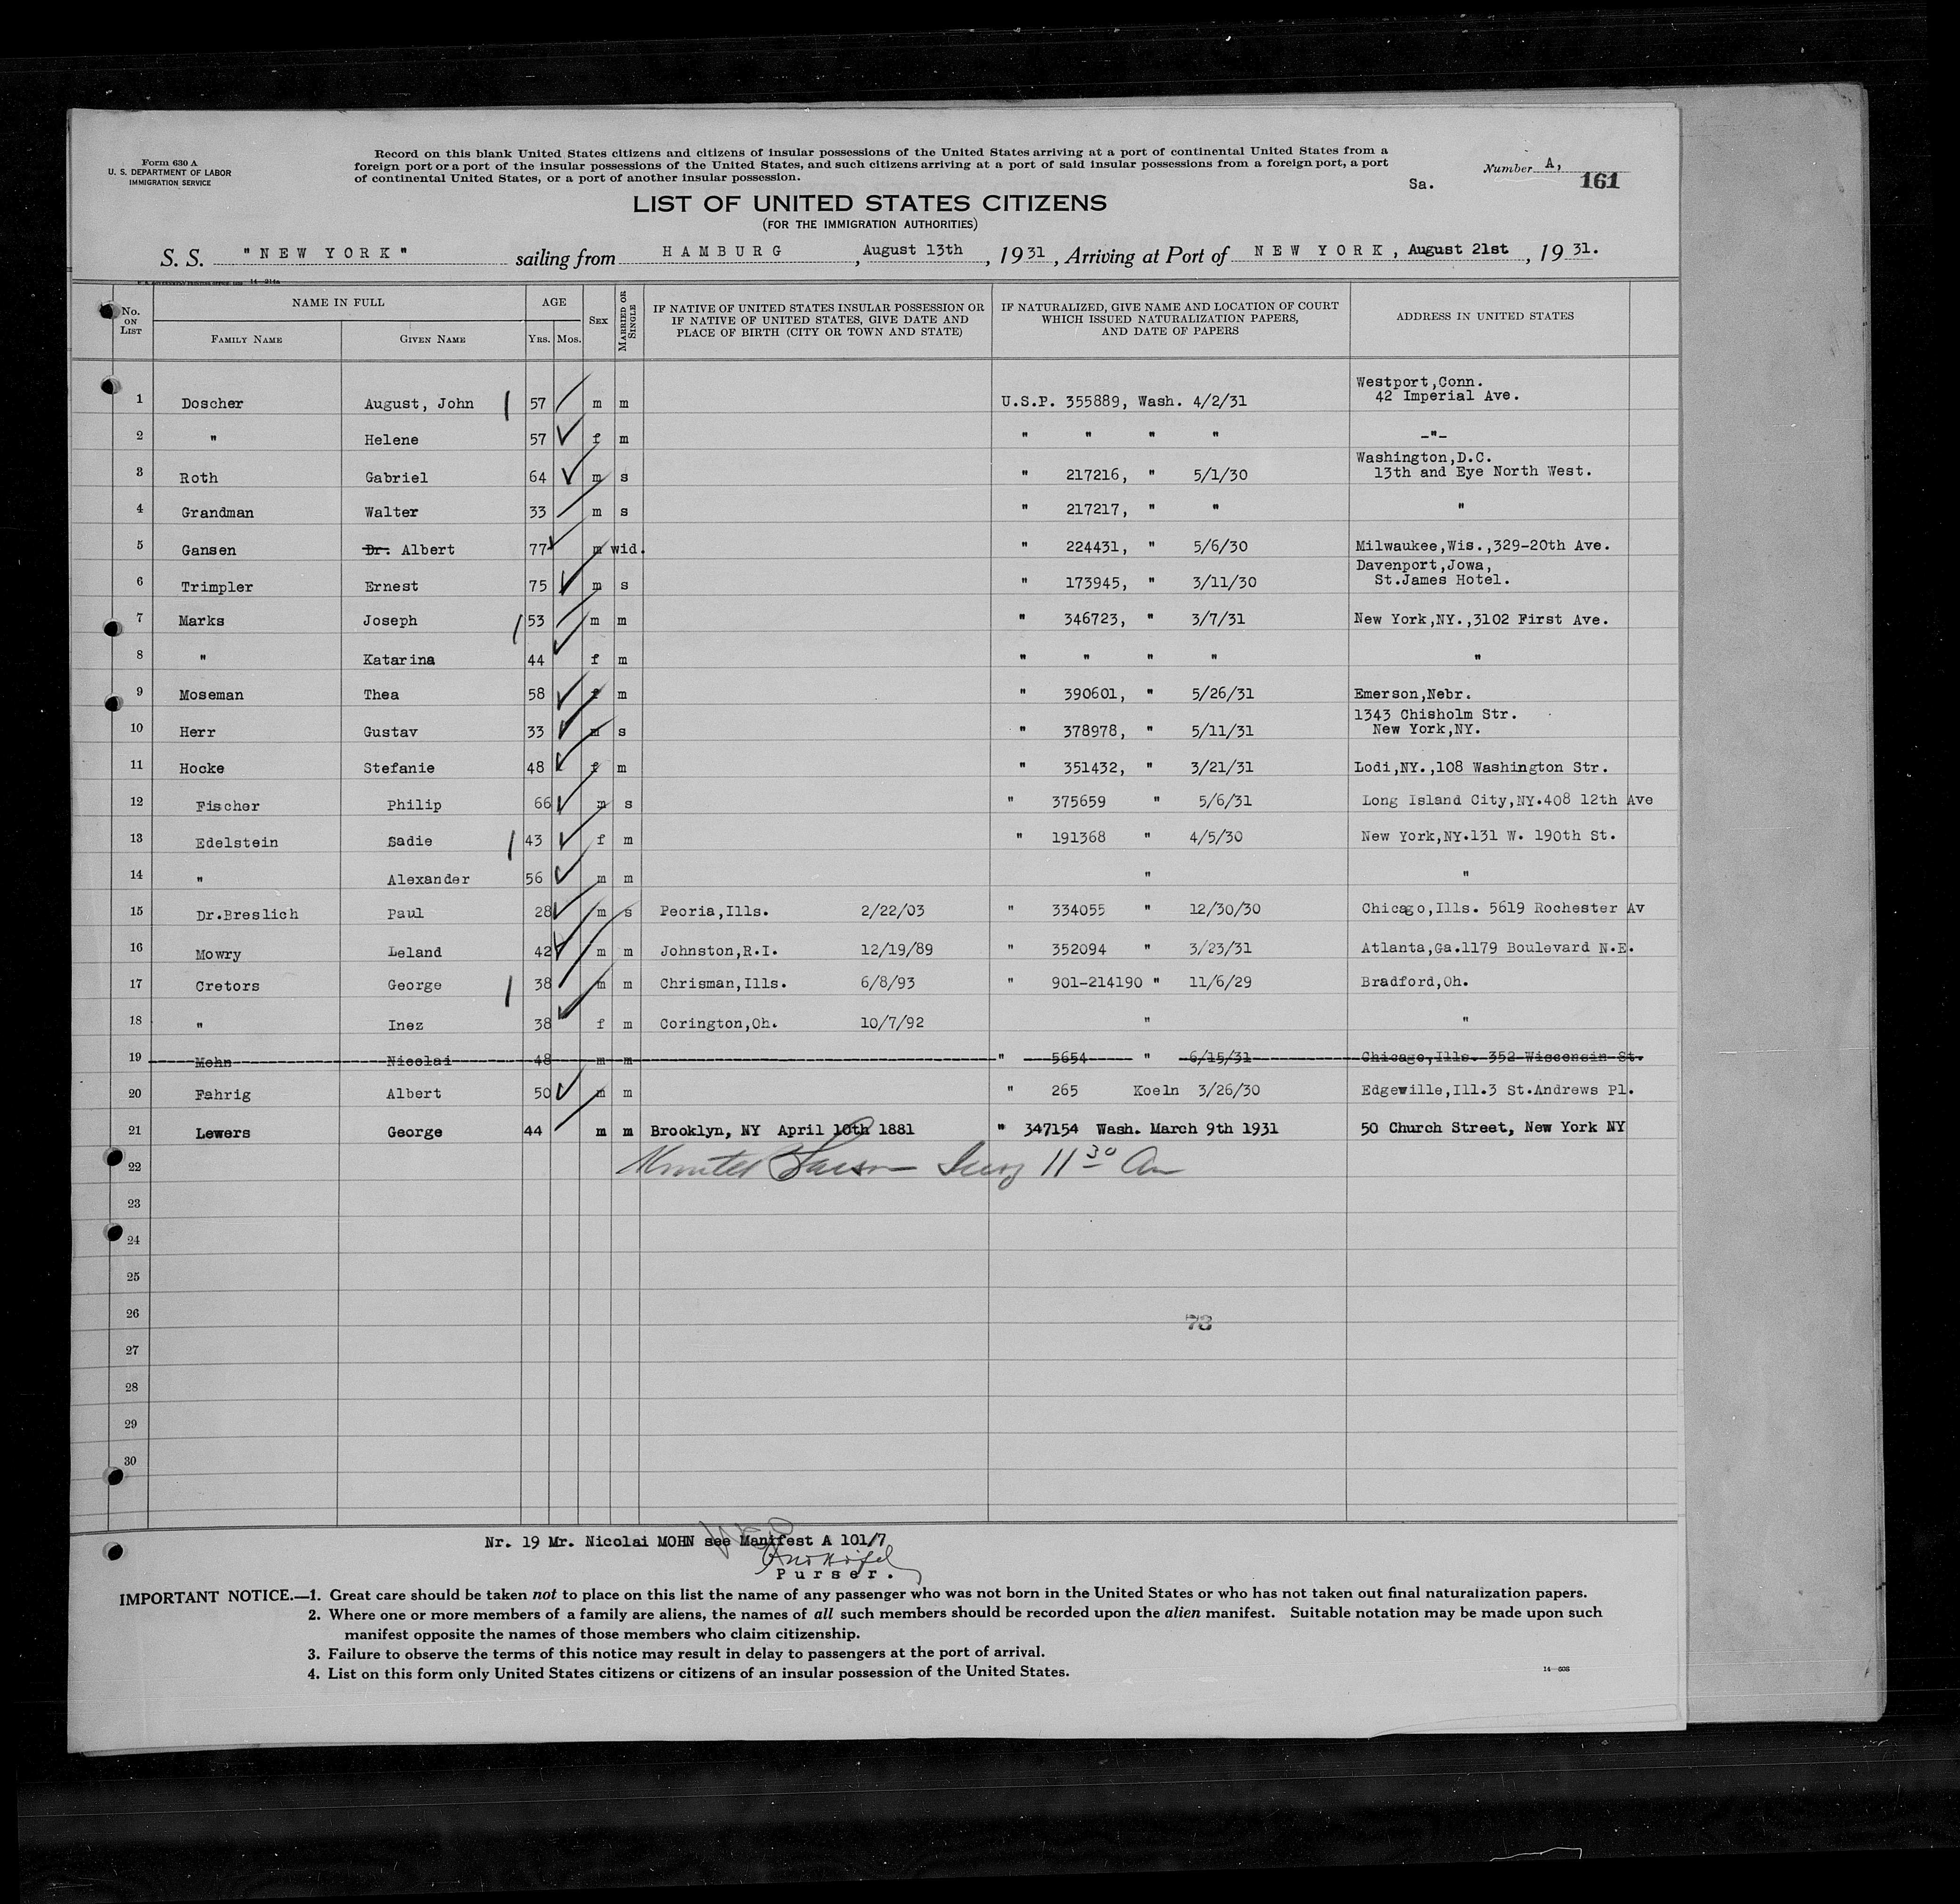 Form 630 A
U. S. DEPARTMENT OF LABOR
IMMIGRATION SERVICE
Record on this blank United States citizens and citizens of insular possessions of the United States arriving at a port of continental United States from a
foreign port or a port of the insular possessions of the United States, and such citizens arriving at a port of said insular possessions from a foreign port, a port
of continental United States, or a port of another insular possession.
Sa.
Number A,
161
LIST OF UNITED STATES CITIZENS
(FOR THE IMMIGRATION AUTHORITIES)
S. S. "NEW YORK" sailing from HAMBURG, August 13th, 1931, Arriving at Port of NEW YORK, August 21st, 1931.
No. ON LIST
NAME IN FULL
FAMILY NAME
GIVEN NAME
AGE
YRS. MOS.
SEX
MARRIED OR SINGLE
IF NATIVE OF UNITED STATES INSULAR POSSESSION OR
IF NATIVE OF UNITED STATES, GIVE DATE AND
PLACE OF BIRTH (CITY OR TOWN AND STATE)
IF NATURALIZED, GIVE NAME AND LOCATION OF COURT
WHICH ISSUED NATURALIZATION PAPERS,
AND DATE OF PAPERS
ADDRESS IN UNITED STATES
1 Doscher August, John 57 m m U.S.P. 355889, Wash. 4/2/31 Westport,Conn.
42 Imperial Ave.
2 " Helene 57 f m " " " " -"-
3 Roth Gabriel 64 m s " 217216, " 5/1/30 Washington,D.C.
13th and Eye North West.
4 Grandman Walter 33 m s " 217217, " " "
5 Gansen Dr. Albert 77 m wid. " 224431, " 5/6/30 Milwaukee,Wis.,329-20th Ave.
6 Trimpler Ernest 75 m s " 173945, " 3/11/30 Davenport,Jowa,
St.James Hotel.
7 Marks Joseph 53 m m " 346723, " 3/7/31 New York,NY.,3102 First Ave.
8 " Katarina 44 f m " " " " "
9 Moseman Thea 58 f m " 390601, " 5/26/31 Emerson,Nebr.
10 Herr Gustav 33 m s " 378978, " 5/11/31 1343 Chisholm Str.
New York,NY.
11 Hocke Stefanie 48 f m " 351432, " 3/21/31 Lodi,NY.,108 Washington Str.
12 Fischer Philip 66 m s " 375659 " 5/6/31 Long Island City,NY.408 12th Ave
13 Edelstein Sadie 43 f m " 191368 " 4/5/30 New York,NY.131 W. 190th St.
14 " Alexander 56 m m " "
15 Dr.Breslich Paul 28 m s Peoria,Ills. 2/22/03 " 334055 " 12/30/30 Chicago,Ills. 5619 Rochester Av
16 Mowry Leland 42 m m Johnston,R.I. 12/19/89 " 352094 " 3/23/31 Atlanta,Ga.1179 Boulevard N.E.
17 Cretors George 38 m m Chrisman,Ills. 6/8/93 " 901-214190 " 11/6/29 Bradford,Oh.
18 " Inez 38 f m Corington,Oh. 10/7/92 " "
19 Mohn Nicolai 48 m m " 5654 " 6/15/31 Chicago,Ills. 352 Wisconsin St.
20 Fahrig Albert 50 m m " 265 Koeln 3/26/30 Edgewille,Ill.3 St.Andrews Pl.
21 Lewers George 44 m m Brooklyn, NY April 10th 1881 " 347154 Wash. March 9th 1931 50 Church Street, New York NY
22 11 30 Am
23
24
25
26
78
27
28
29
30
Nr. 19 Mr. Nicolai MOHN see Manifest A 101/7
Purser.
IMPORTANT NOTICE.—1. Great care should be taken not to place on this list the name of any passenger who was not born in the United States or who has not taken out final naturalization papers.
2. Where one or more members of a family are aliens, the names of all such members should be recorded upon the alien manifest. Suitable notation may be made upon such
manifest opposite the names of those members who claim citizenship.
3. Failure to observe the terms of this notice may result in delay to passengers at the port of arrival.
4. List on this form only United States citizens or citizens of an insular possession of the United States.
14—608